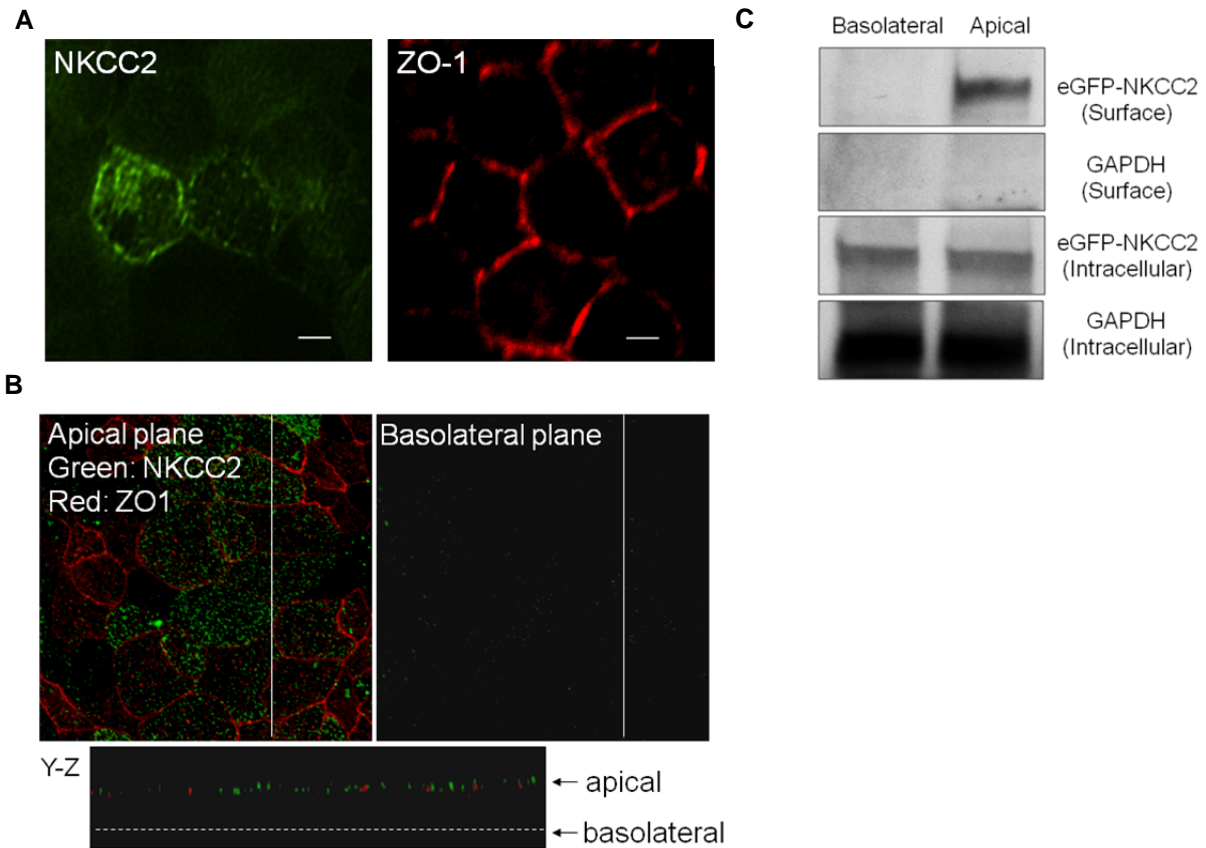 A
NKCC2
ZO-1
B
Apical plane
Green: NKCC2
Red: ZO1
Basolateral plane
Y-Z
apical
basolateral
C
Basolateral Apical
eGFP-NKCC2
(Surface)
GAPDH
(Surface)
eGFP-NKCC2
(Intracellular)
GAPDH
(Intracellular)